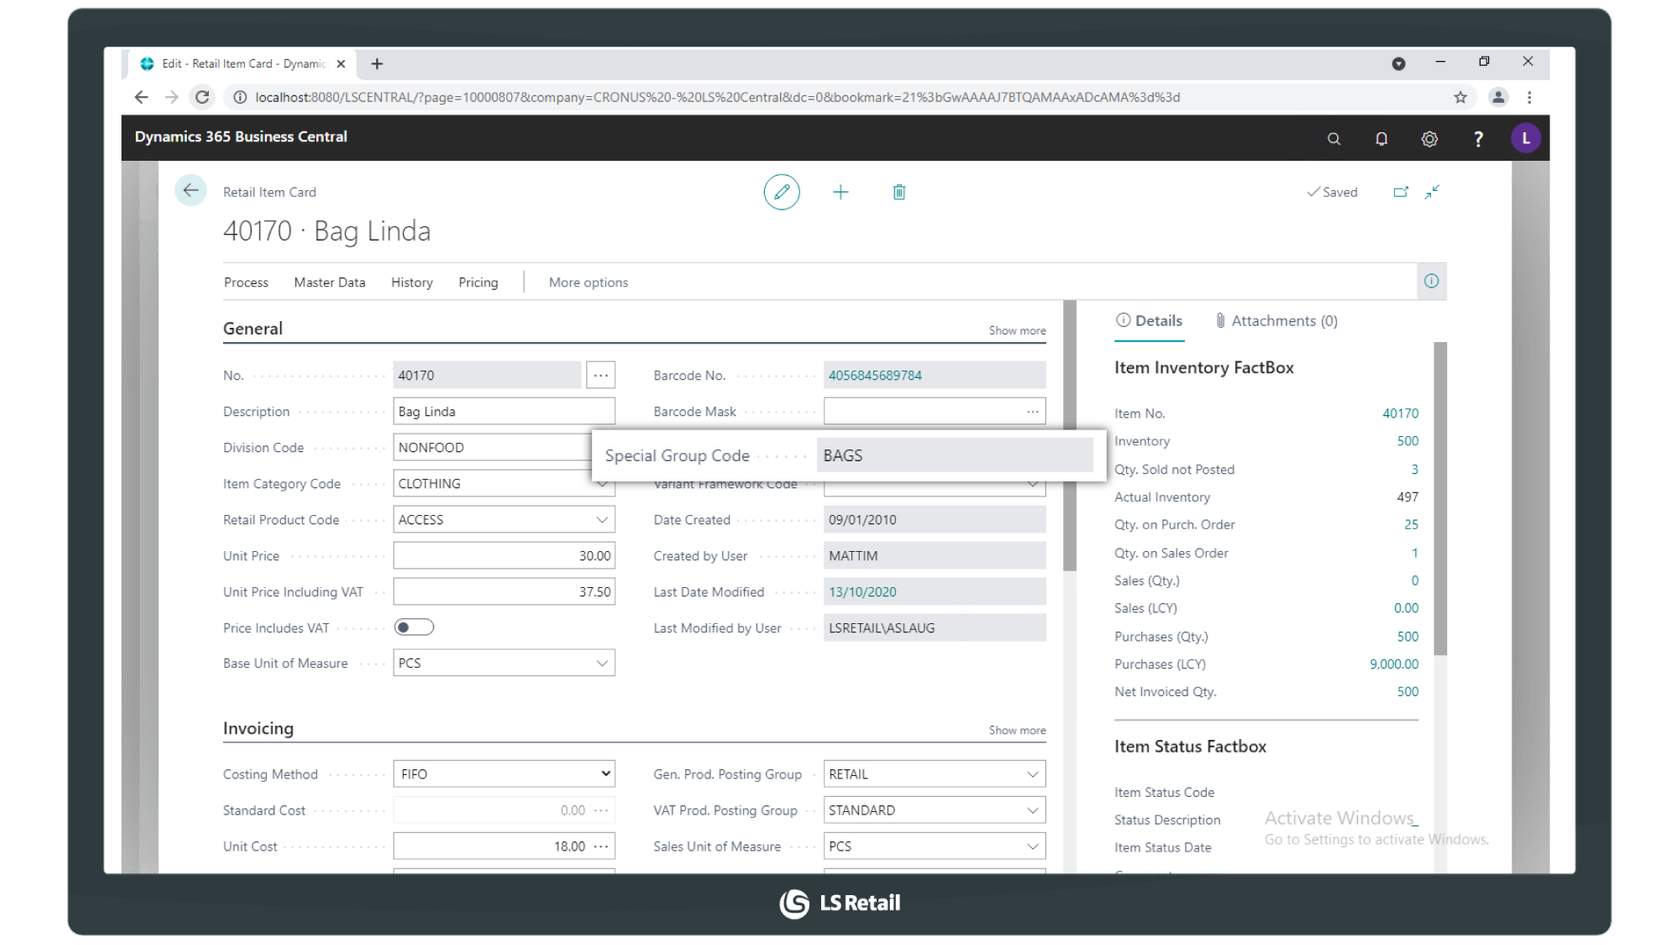 Edit - Retail Item Card - Dynamic
localhost:8080/LSCENTRAL/?page=10000807&company=CRONUS%20-%20LS%20Central&dc=0&bookmark=21%3bGwAAAAJ7BTQAMAAxADcAMA%3d%3d
Dynamics 365 Business Central
? L
Retail Item Card
Saved
40170 · Bag Linda
Process Master Data History Pricing More options
General Show more
No. 40170
Description Bag Linda
Division Code NONFOOD
Item Category Code CLOTHING
Retail Product Code ACCESS
Unit Price 30.00
Unit Price Including VAT 37.50
Price Includes VAT
Base Unit of Measure PCS
Barcode No. 4056845689784
Barcode Mask
Special Group Code BAGS
Variant Framework Code
Date Created 09/01/2010
Created by User MATTIM
Last Date Modified 13/10/2020
Last Modified by User LSRETAIL\ASLAUG
Invoicing Show more
Costing Method FIFO
Standard Cost 0.00
Unit Cost 18.00
Gen. Prod. Posting Group RETAIL
VAT Prod. Posting Group STANDARD
Sales Unit of Measure PCS
Details Attachments (0)
Item Inventory FactBox
Item No. 40170
Inventory 500
Qty. Sold not Posted 3
Actual Inventory 497
Qty. on Purch. Order 25
Qty. on Sales Order 1
Sales (Qty.) 0
Sales (LCY) 0.00
Purchases (Qty.) 500
Purchases (LCY) 9,000.00
Net Invoiced Qty. 500
Item Status Factbox
Item Status Code
Status Description _
Item Status Date
Activate Windows
Go to Settings to activate Windows.
LS Retail